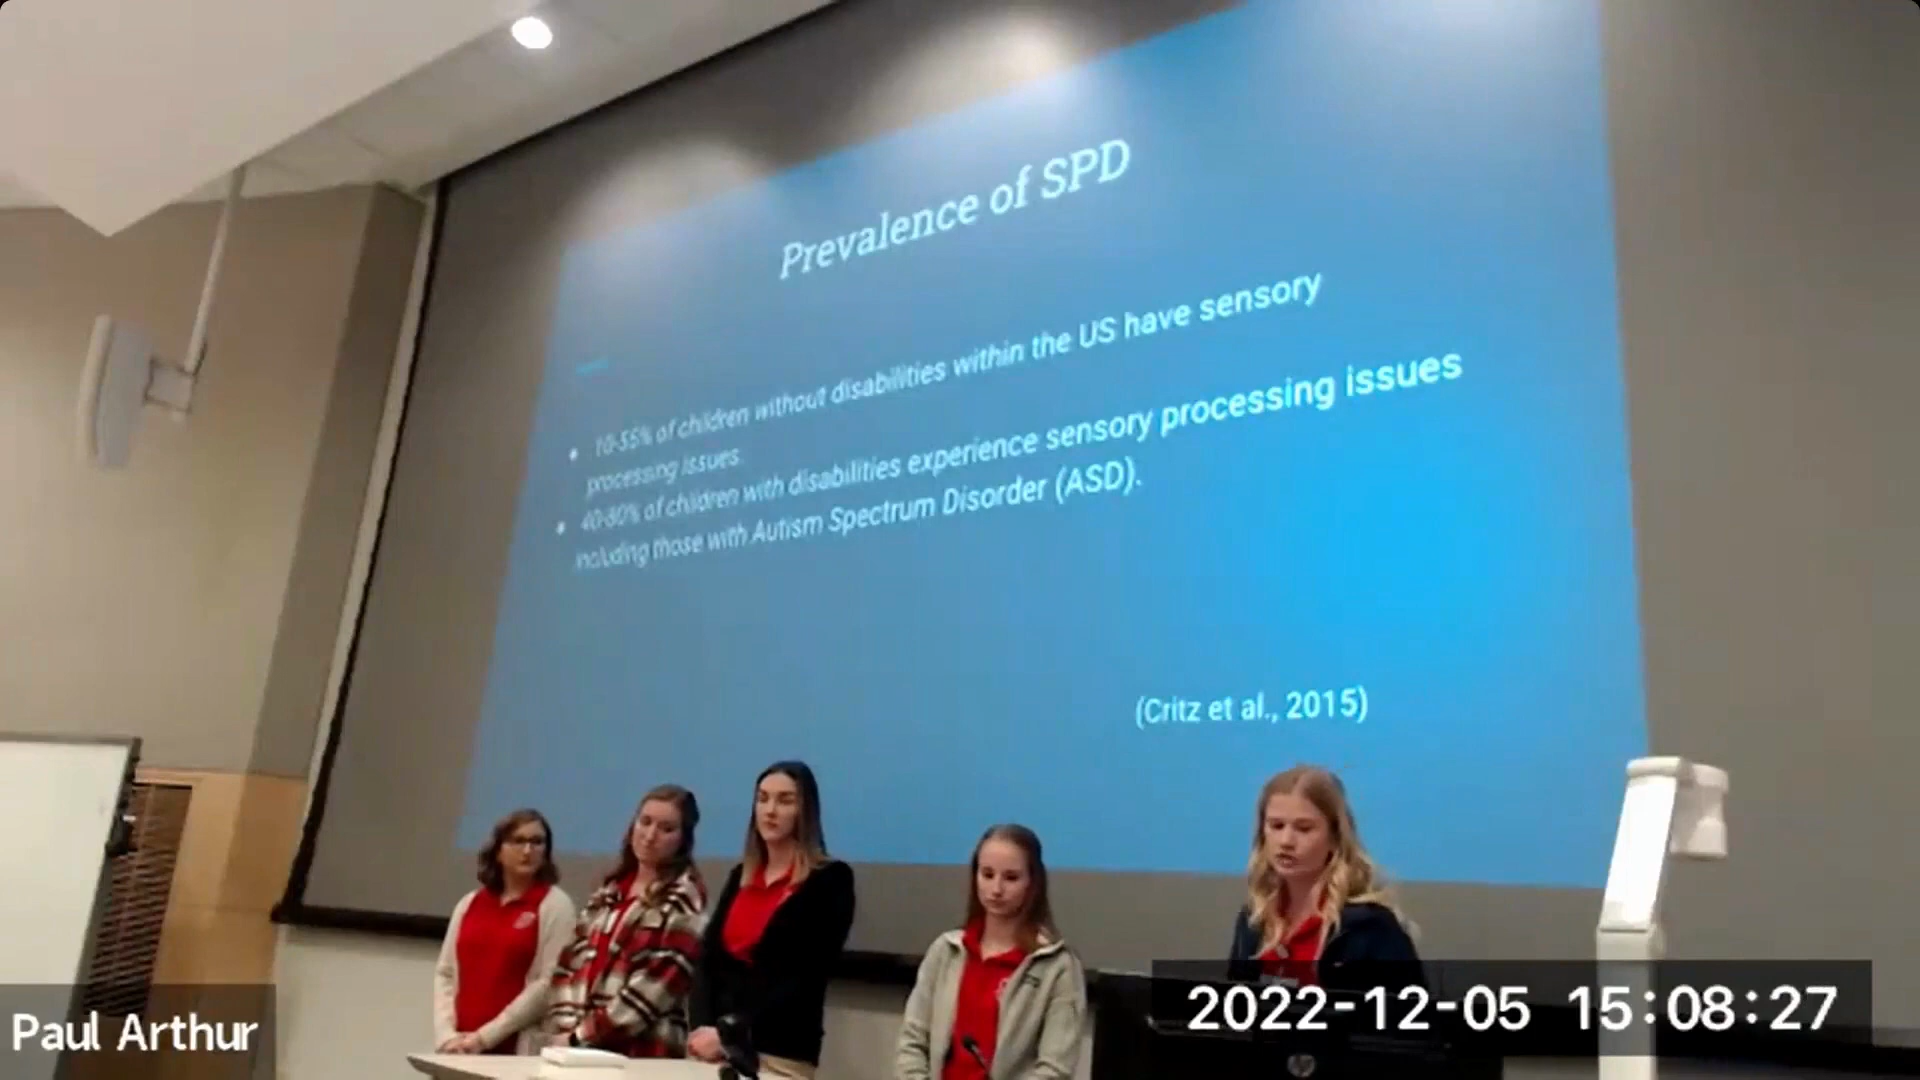 Prevalence of SPD
10-55% of children without disabilities within the US have sensory
processing issues.
40-80% of children with disabilities experience sensory processing issues
including those with Autism Spectrum Disorder (ASD).
(Critz et al., 2015)
Paul Arthur
2022-12-05 15:08:27
hp